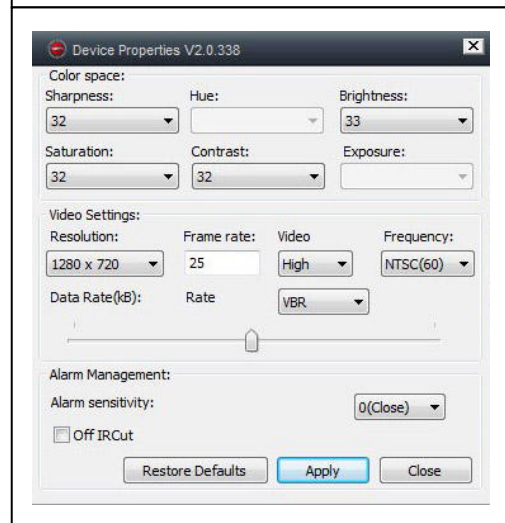 Device Properties V2.0.338
Color space:
Sharpness: Hue: Brightness:
32 33
Saturation: Contrast: Exposure:
32 32
Video Settings:
Resolution: Frame rate: Video Frequency:
1280 x 720 25 High NTSC(60)
Data Rate(kB): Rate VBR
Alarm Management:
Alarm sensitivity: 0(Close)
Off IRCut
Restore Defaults Apply Close